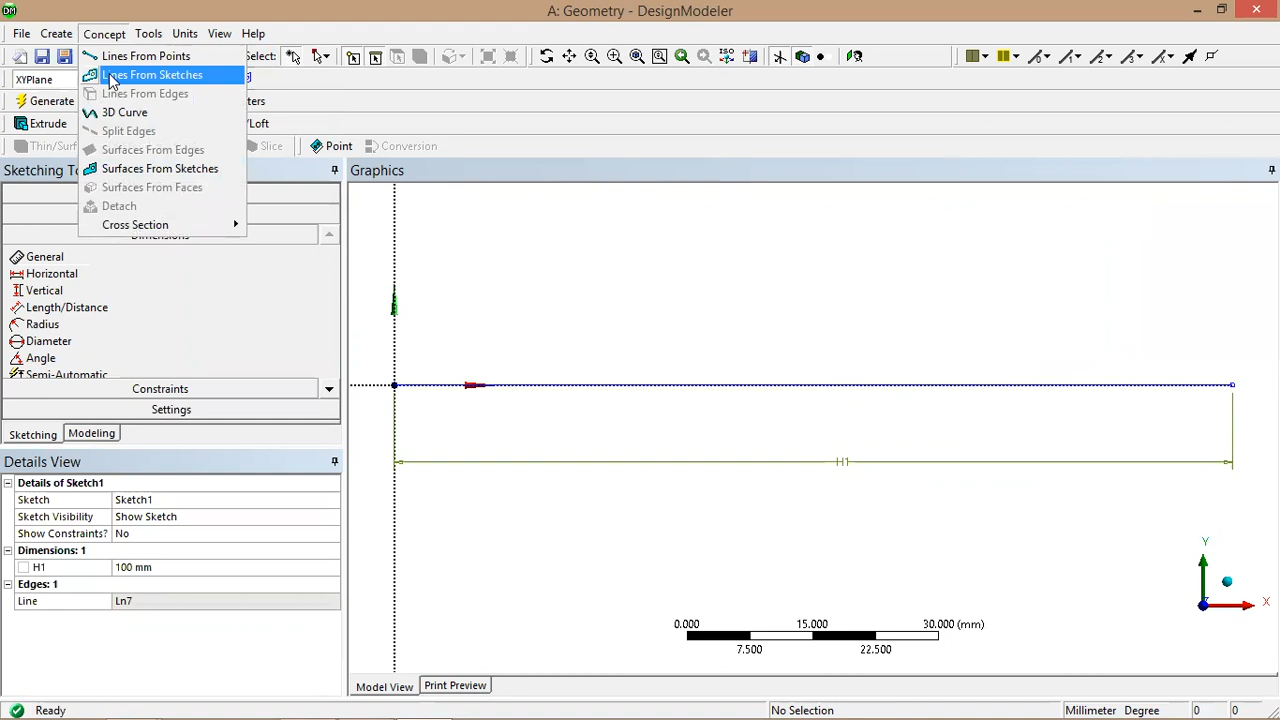 A: Geometry - DesignModeler
File Create Concept Tools Units View Help
Lines From Points
Select:
XYPlane
Lines From Sketches
Lines From Edges
Generate
3D Curve
Extrude
/Loft
Split Edges
Thin/Surf
Surfaces From Edges
Slice
Point
Conversion
Surfaces From Sketches
Sketching To
Graphics
Surfaces From Faces
Detach
Cross Section
Dimensions
General
Horizontal
Vertical
Length/Distance
Radius
Diameter
Angle
Semi-Automatic
Constraints
Settings
Sketching Modeling
Details View
Details of Sketch1
Sketch Sketch1
Sketch Visibility Show Sketch
Show Constraints? No
Dimensions: 1
H1 100 mm
Edges: 1
Line Ln7
H1
Y
X
0.000 15.000 30.000 (mm)
7.500 22.500
Model View Print Preview
Ready
No Selection
Millimeter Degree 0 0